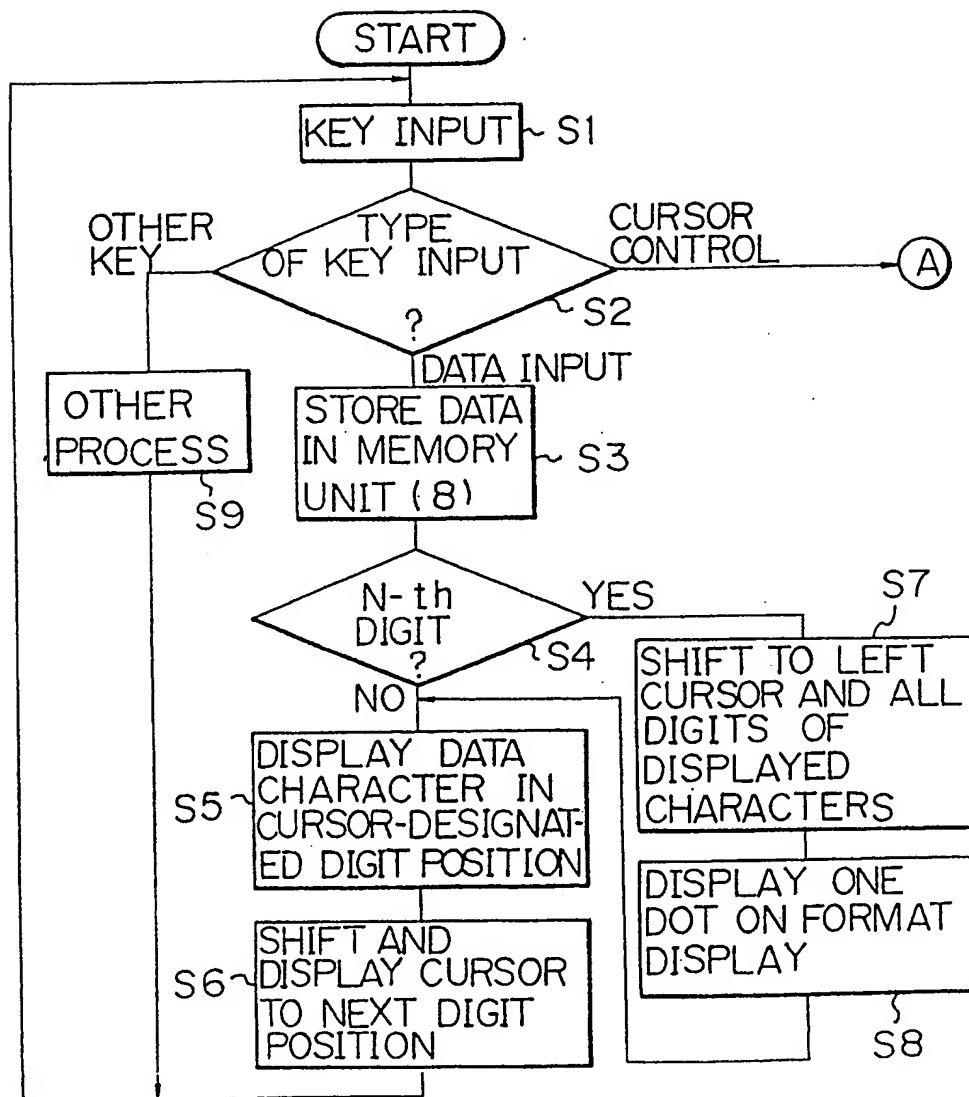 START
KEY INPUT
S1
OTHER
KEY
TYPE
OF KEY INPUT
?
S2
CURSOR
CONTROL
A
DATA INPUT
OTHER
PROCESS
S9
STORE DATA
IN MEMORY
UNIT (8)
S3
N-th
DIGIT
?
S4
YES
NO
S7
SHIFT TO LEFT
CURSOR AND ALL
DIGITS OF
DISPLAYED
CHARACTERS
S5
DISPLAY DATA
CHARACTER IN
CURSOR-DESIGNAT-
ED DIGIT POSITION
DISPLAY ONE
DOT ON FORMAT
DISPLAY
S8
S6
SHIFT AND
DISPLAY CURSOR
TO NEXT DIGIT
POSITION